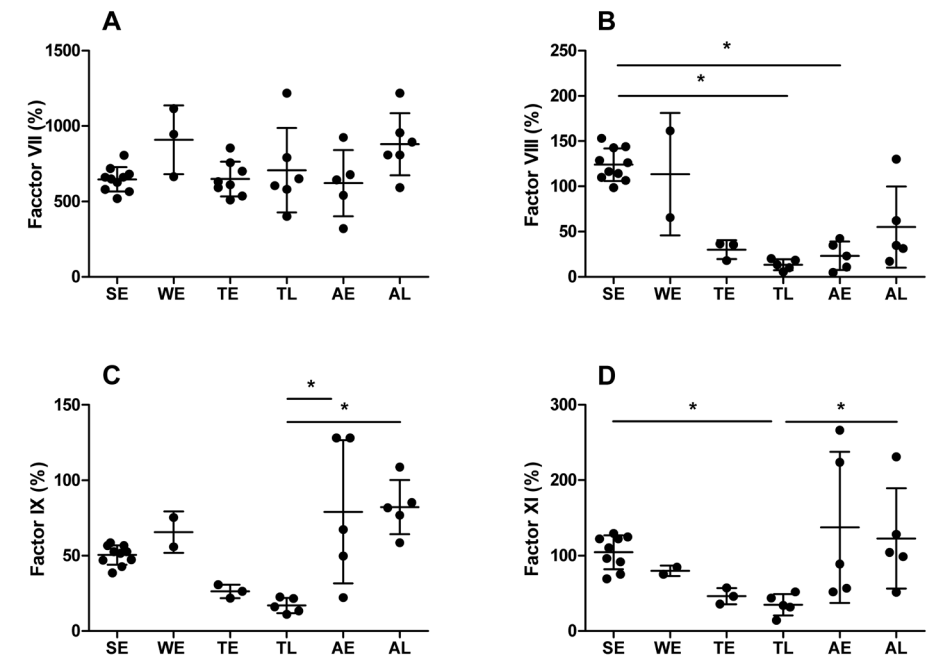 A
Facctor VII (%)
1500
1000
500
0
SE WE TE TL AE AL
B
Factor VIII (%)
250
200
150
100
50
0
* 
*
SE WE TE TL AE AL
C
Factor IX (%)
150
100
50
0
*
*
SE WE TE TL AE AL
D
Factor XI (%)
300
200
100
0
* *
SE WE TE TL AE AL